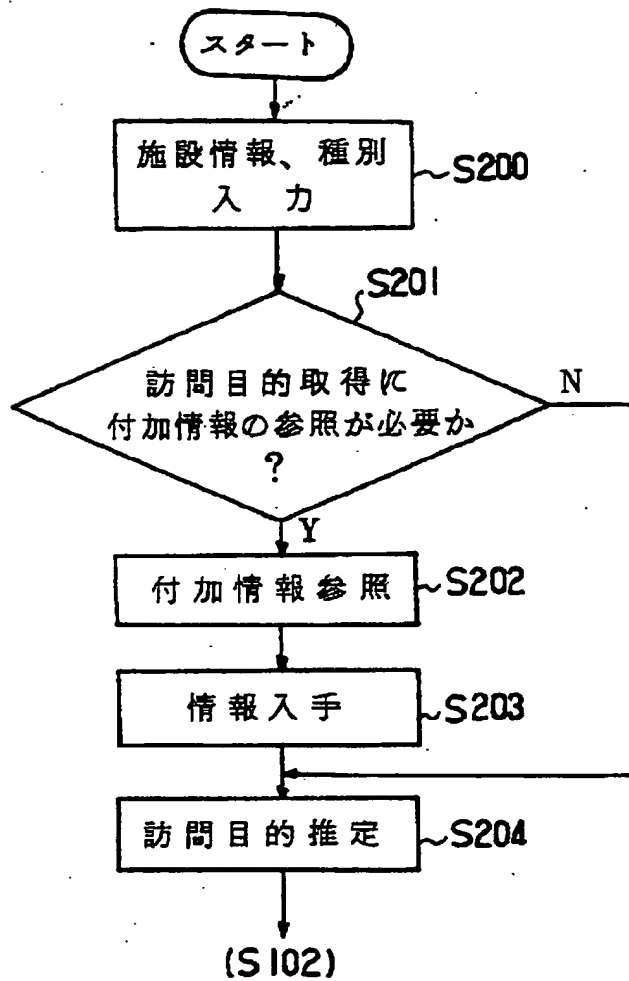 スタート
施設情報、種別
入力
S200
S201
訪問目的取得に
付加情報の参照が必要か
?
N
Y
付加情報参照
S202
情報入手
S203
訪問目的推定
S204
(S102)